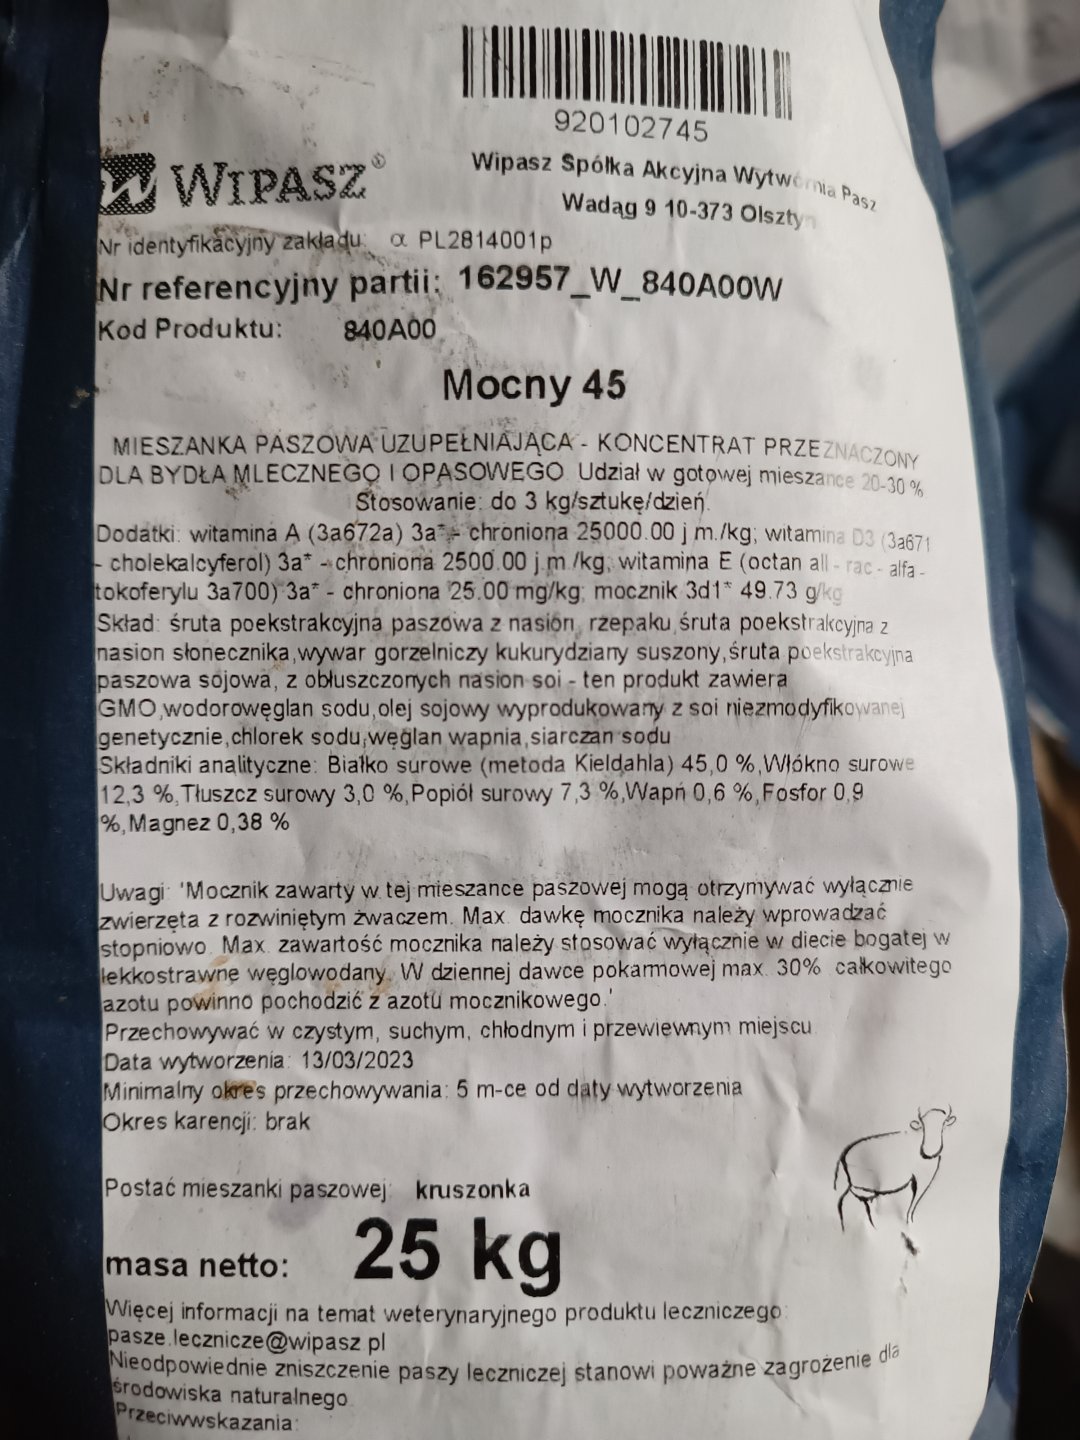 920102745
WIPASZ®
Wipasz Spółka Akcyjna Wytwórnia Pasz
Wadąg 9 10-373 Olsztyn
Nr identyfikacyjny zakładu: α PL2814001p
Nr referencyjny partii: 162957_W_840A00W
Kod Produktu: 840A00
Mocny 45
MIESZANKA PASZOWA UZUPEŁNIAJĄCA - KONCENTRAT PRZEZNACZONY
DLA BYDŁA MLECZNEGO I OPASOWEGO. Udział w gotowej mieszance 20-30 %
Stosowanie: do 3 kg/sztukę/dzień.
Dodatki: witamina A (3a672a) 3a* - chroniona 25000.00 j.m./kg; witamina D3 (3a671
- cholekalcyferol) 3a* - chroniona 2500.00 j.m./kg; witamina E (octan all - rac - alfa -
tokoferylu 3a700) 3a* - chroniona 25.00 mg/kg; mocznik 3d1* 49.73 g/kg
Skład: śruta poekstrakcyjna paszowa z nasion rzepaku,śruta poekstrakcyjna z
nasion słonecznika,wywar gorzelniczy kukurydziany suszony,śruta poekstrakcyjna
paszowa sojowa, z obłuszczonych nasion soi - ten produkt zawiera
GMO,wodorowęglan sodu,olej sojowy wyprodukowany z soi niezmodyfikowanej
genetycznie,chlorek sodu,węglan wapnia,siarczan sodu
Składniki analityczne: Białko surowe (metoda Kieldahla) 45,0 %,Włókno surowe
12,3 %,Tłuszcz surowy 3,0 %,Popiół surowy 7,3 %,Wapń 0,6 %,Fosfor 0,9
%,Magnez 0,38 %
Uwagi: 'Mocznik zawarty w tej mieszance paszowej mogą otrzymywać wyłącznie
zwierzęta z rozwiniętym żwaczem. Max. dawkę mocznika należy wprowadzać
stopniowo. Max. zawartość mocznika należy stosować wyłącznie w diecie bogatej w
lekkostrawne węglowodany. W dziennej dawce pokarmowej max. 30% całkowitego
azotu powinno pochodzić z azotu mocznikowego.'
Przechowywać w czystym, suchym, chłodnym i przewiewnym miejscu
Data wytworzenia: 13/03/2023
Minimalny okres przechowywania: 5 m-ce od daty wytworzenia
Okres karencji: brak
Postać mieszanki paszowej: kruszonka
masa netto: 25 kg
Więcej informacji na temat weterynaryjnego produktu leczniczego:
pasze.lecznicze@wipasz.pl
Nieodpowiednie zniszczenie paszy leczniczej stanowi poważne zagrożenie dla
środowiska naturalnego
Przeciwwskazania: